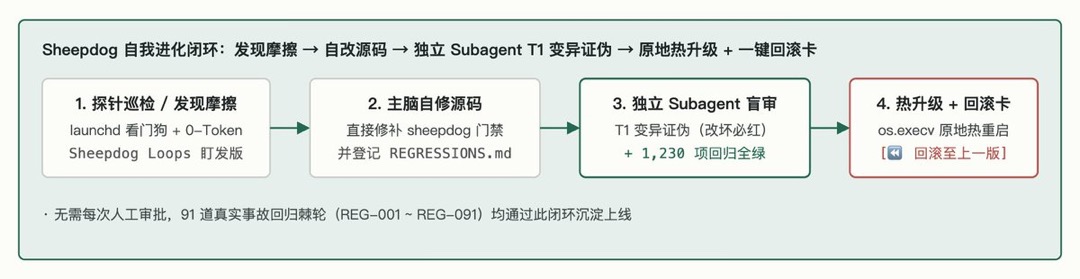 Sheepdog 自我进化闭环：发现摩擦 → 自改源码 → 独立 Subagent T1 变异证伪 → 原地热升级 + 一键回滚卡
1. 探针巡检 / 发现摩擦
launchd 看门狗 + 0-Token
Sheepdog Loops 盯发版
2. 主脑自修源码
直接修补 sheepdog 门禁
并登记 REGRESSIONS.md
3. 独立 Subagent 盲审
T1 变异证伪（改坏必红）
+ 1,230 项回归全绿
4. 热升级 + 回滚卡
os.execv 原地热重启
[⏪ 回滚至上一版]
· 无需每次人工审批，91 道真实事故回归棘轮（REG-001 ~ REG-091）均通过此闭环沉淀上线